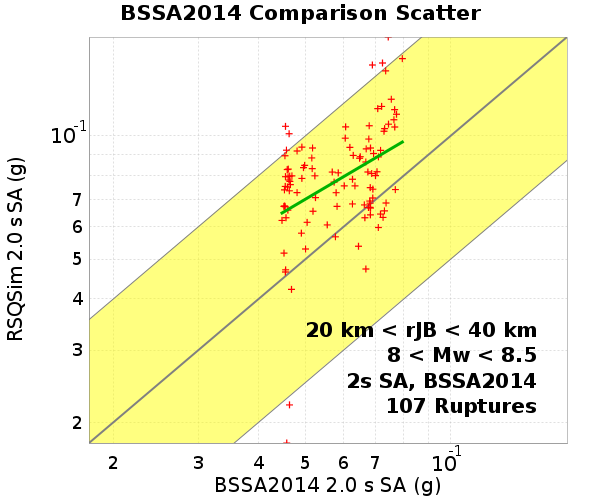 BSSA2014 Comparison Scatter
RSQSim 2.0 s SA (g)
10⁻¹
7
6
5
4
3
2
20 km < rJB < 40 km
8 < Mw < 8.5
2s SA, BSSA2014
107 Ruptures
2 3 4 5 6 7 10⁻¹
BSSA2014 2.0 s SA (g)